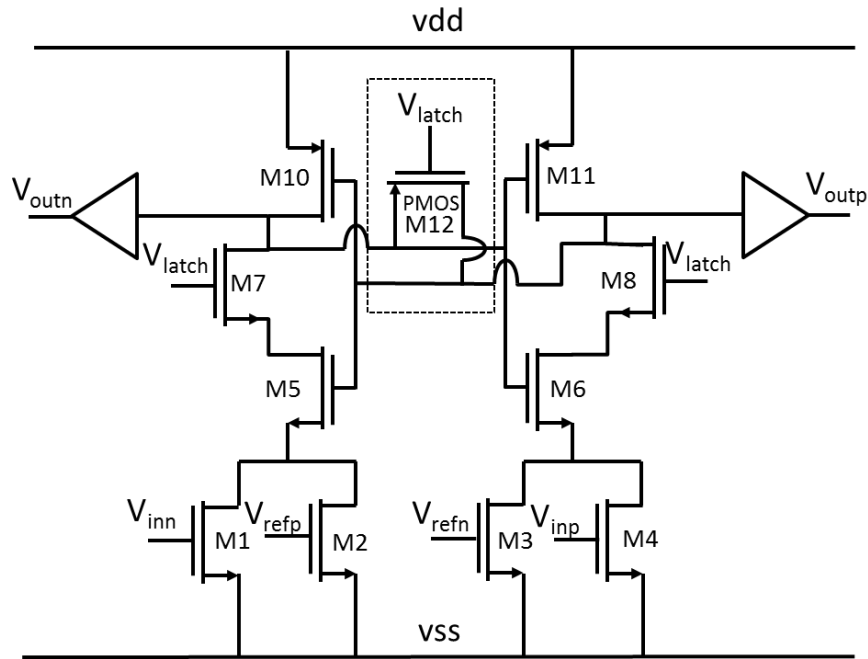 vdd
V_latch
M10
M11
V_outn
V_outp
PMOS
M12
V_latch
V_latch
M7
M8
M5
M6
V_inn
V_refp
V_refn
V_inp
M1
M2
M3
M4
vss